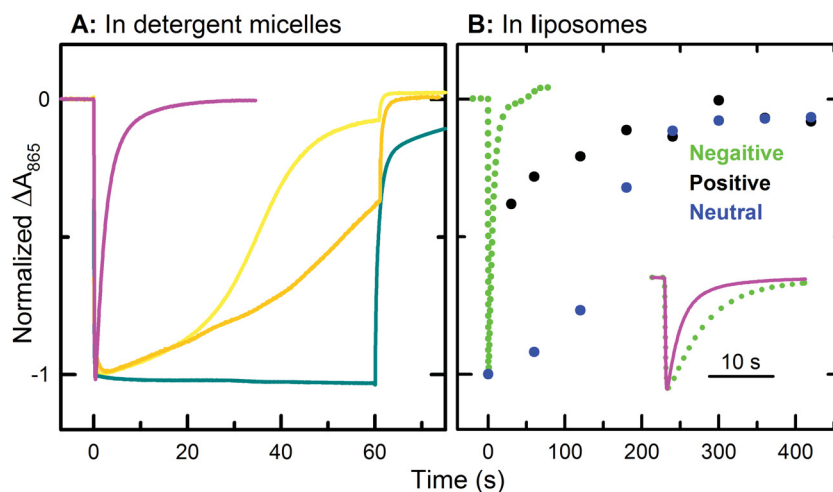 A: In detergent micelles
B: In liposomes
Normalized ΔA865
0
-1
0
20
40
60
0
100
200
300
400
Negaitive
Positive
Neutral
10 s
Time (s)